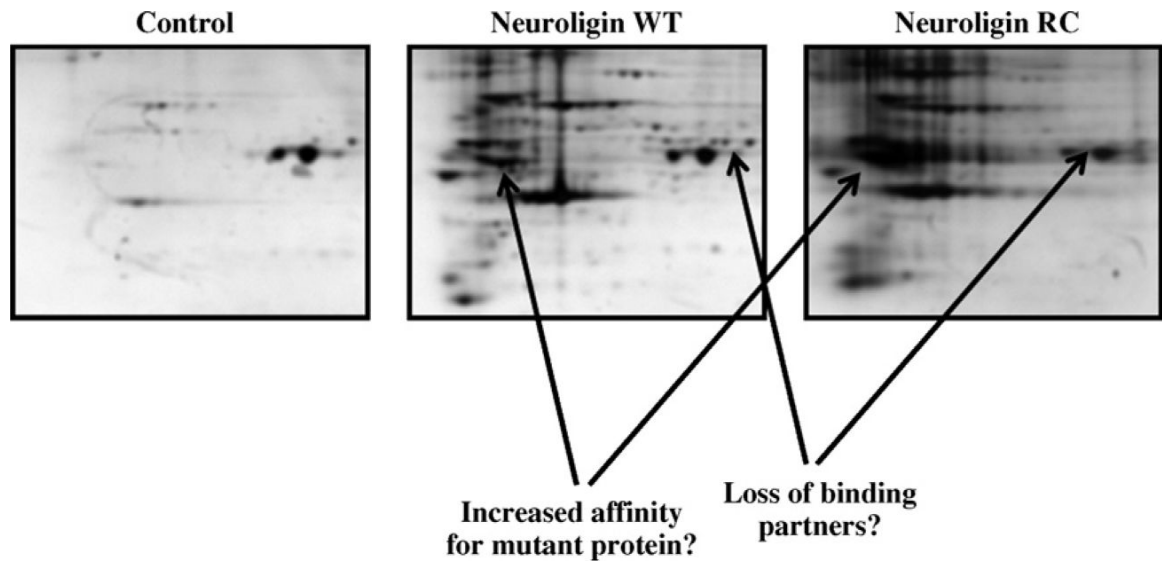 Control
Neuroligin WT
Neuroligin RC
Increased affinity
for mutant protein?
Loss of binding
partners?